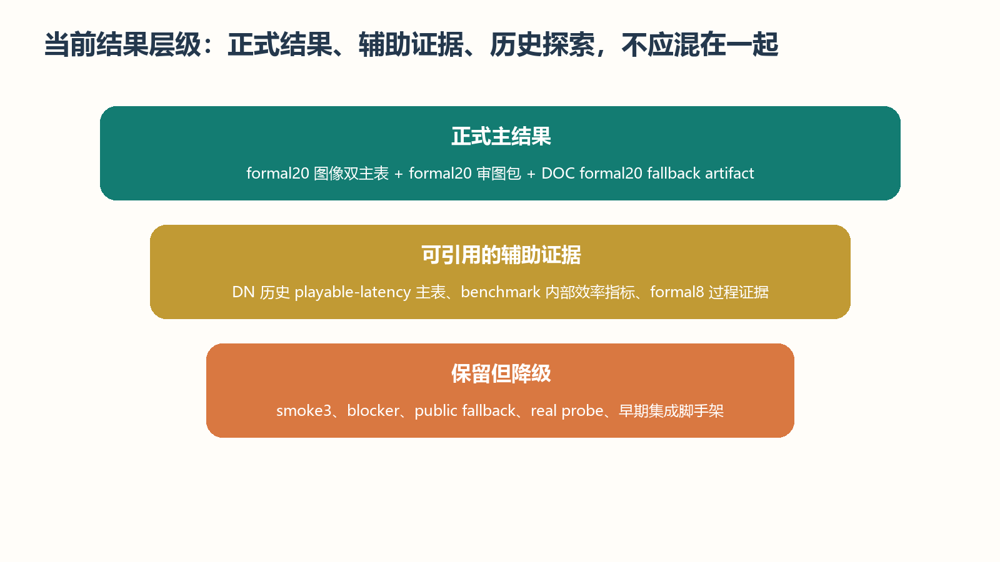 当前结果层级：正式结果、辅助证据、历史探索，不应混在一起
正式主结果
formal20 图像双主表 + formal20 审图包 + DOC formal20 fallback artifact
可引用的辅助证据
DN 历史 playable-latency 主表、benchmark 内部效率指标、formal8 过程证据
保留但降级
smoke3、blocker、public fallback、real probe、早期集成脚手架